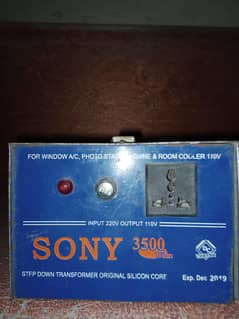 FOR WINDOW A/C, PHOTO STAT MACHINE & ROOM COOLER 110V
INPUT 220V OUTPUT 110V
SONY 3500
STEP DOWN TRANSFORMER ORIGINAL SILICON CORE
Exp. Dec 2019